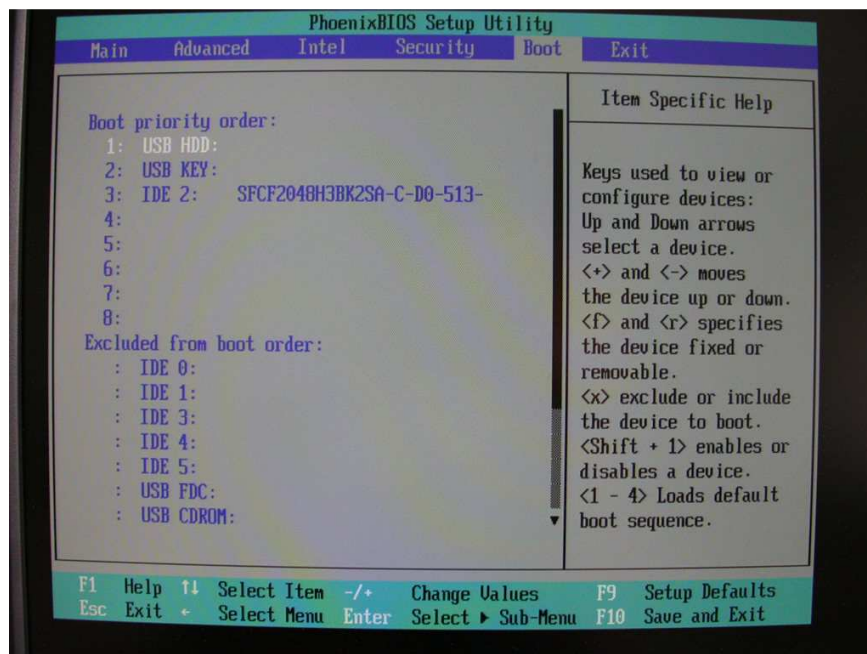 PhoenixBIOS Setup Utility
Main Advanced Intel Security Boot Exit
Boot priority order:
1: USB HDD:
2: USB KEY:
3: IDE 2: SFCF2048H3BK2SA-C-D0-513-
4:
5:
6:
7:
8:
Excluded from boot order:
: IDE 0:
: IDE 1:
: IDE 3:
: IDE 4:
: IDE 5:
: USB FDC:
: USB CDROM:
Item Specific Help
Keys used to view or
configure devices:
Up and Down arrows
select a device.
<+> and <-> moves
the device up or down.
<f> and <r> specifies
the device fixed or
removable.
<x> exclude or include
the device to boot.
<Shift + 1> enables or
disables a device.
<1 - 4> Loads default
boot sequence.
F1 Help ↑↓ Select Item -/+ Change Values F9 Setup Defaults
Esc Exit ← Select Menu Enter Select ▶ Sub-Menu F10 Save and Exit